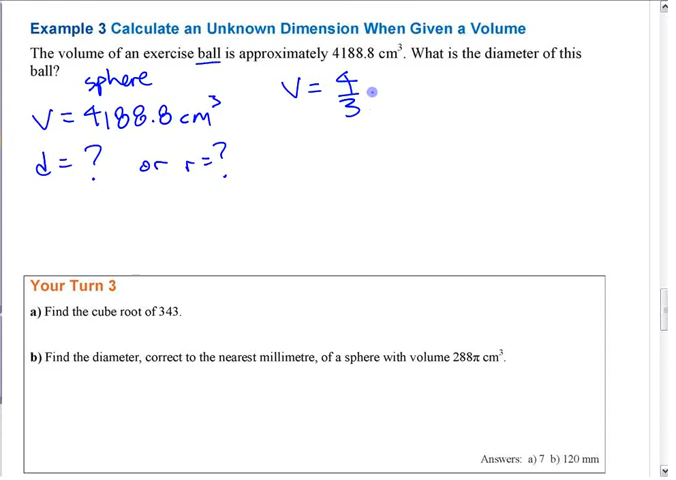 Example 3 Calculate an Unknown Dimension When Given a Volume
The volume of an exercise ball is approximately 4188.8 cm³. What is the diameter of this
ball?
sphere
V = 4188.8 cm³
V = 4/3
d = ? or r = ?
Your Turn 3
a) Find the cube root of 343.
b) Find the diameter, correct to the nearest millimetre, of a sphere with volume 288π cm³.
Answers: a) 7 b) 120 mm